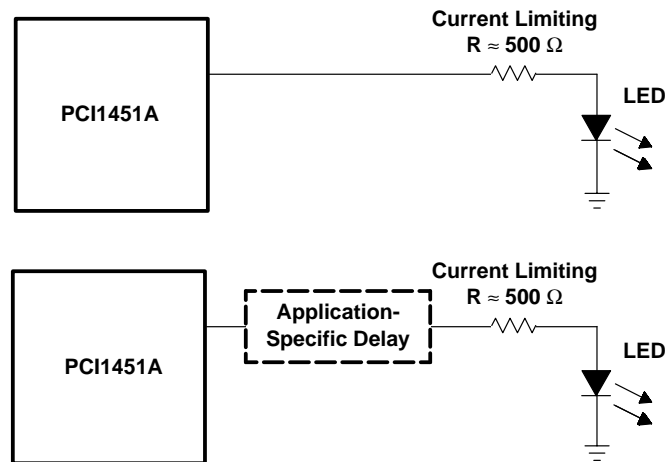 Current Limiting
R ≈ 500 Ω
LED
PCI1451A
Current Limiting
R ≈ 500 Ω
Application-
Specific Delay
LED
PCI1451A